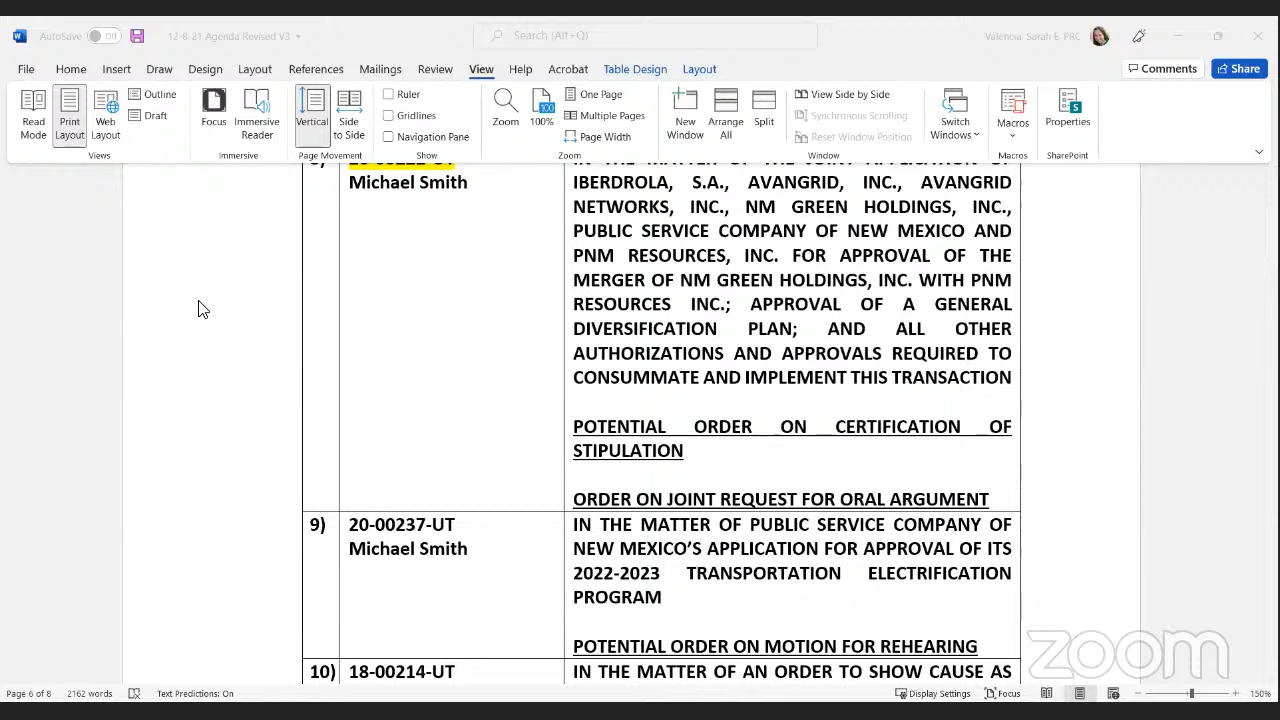 AutoSave Off 12-8-21 Agenda Revised V3 Search (Alt+Q) Valencia, Sarah E, PRC
File Home Insert Draw Design Layout References Mailings Review View Help Acrobat Table Design Layout Comments Share
Read Mode
Print Layout
Web Layout
Outline
Draft
Views
Focus
Immersive Reader
Immersive
Vertical
Side to Side
Page Movement
Ruler
Gridlines
Navigation Pane
Show
Zoom
100
100%
One Page
Multiple Pages
Page Width
Zoom
New Window
Arrange All
Split
View Side by Side
Synchronous Scrolling
Reset Window Position
Window
Switch Windows
Macros
Macros
Properties
SharePoint
IN THE MATTER OF THE JOINT APPLICATION OF
Michael Smith
IBERDROLA, S.A., AVANGRID, INC., AVANGRID
NETWORKS, INC., NM GREEN HOLDINGS, INC.,
PUBLIC SERVICE COMPANY OF NEW MEXICO AND
PNM RESOURCES, INC. FOR APPROVAL OF THE
MERGER OF NM GREEN HOLDINGS, INC. WITH PNM
RESOURCES INC.; APPROVAL OF A GENERAL
DIVERSIFICATION PLAN; AND ALL OTHER
AUTHORIZATIONS AND APPROVALS REQUIRED TO
CONSUMMATE AND IMPLEMENT THIS TRANSACTION
POTENTIAL ORDER ON CERTIFICATION OF
STIPULATION
ORDER ON JOINT REQUEST FOR ORAL ARGUMENT
9) 20-00237-UT
Michael Smith
IN THE MATTER OF PUBLIC SERVICE COMPANY OF
NEW MEXICO'S APPLICATION FOR APPROVAL OF ITS
2022-2023 TRANSPORTATION ELECTRIFICATION
PROGRAM
POTENTIAL ORDER ON MOTION FOR REHEARING
10) 18-00214-UT
IN THE MATTER OF AN ORDER TO SHOW CAUSE AS
zoom
Page 6 of 8 2162 words Text Predictions: On Display Settings Focus 150%